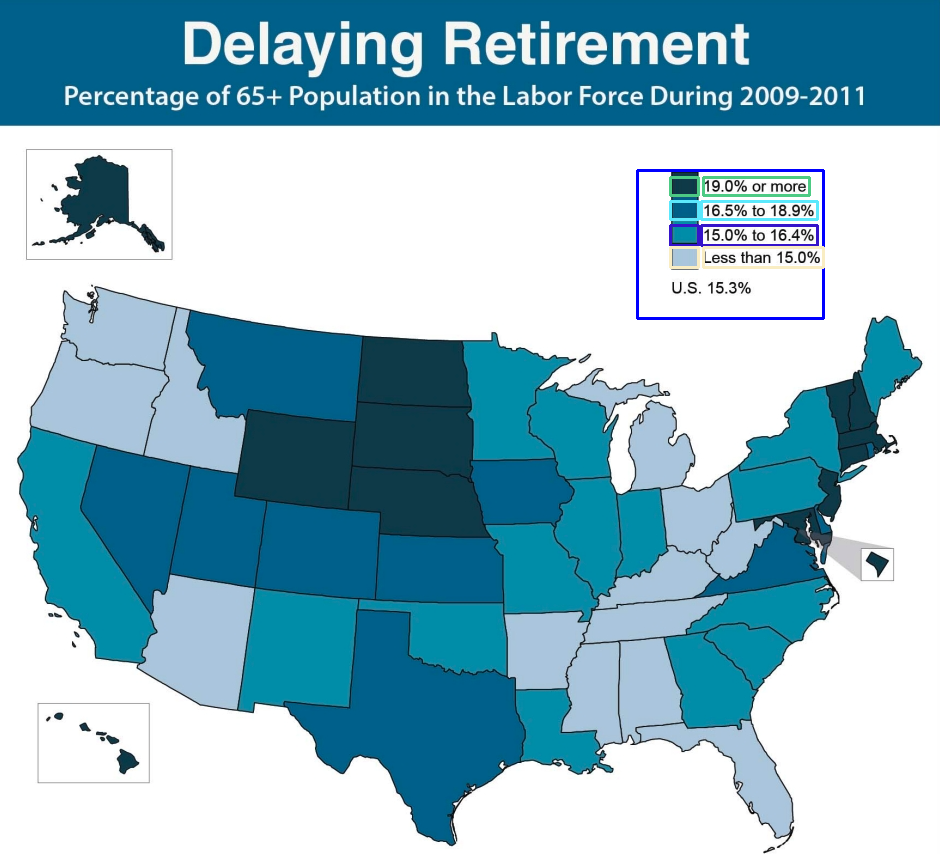 Delaying Retirement
Percentage of 65+ Population in the Labor Force During 2009-2011
19.0% or more
16.5% to 18.9%
15.0% to 16.4%
Less than 15.0%
U.S. 15.3%